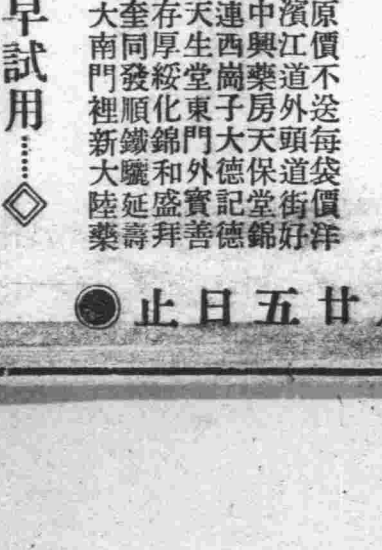 原價不送每袋價洋
濱江道外頭道街好
中興藥房天保堂錦
連西崗子大德記德
天生堂東門外寶善
存厚綏化錦和盛拜
奎同發順鐵驪延壽
大南門裡新大陸藥
早試用……◇
廿五日止